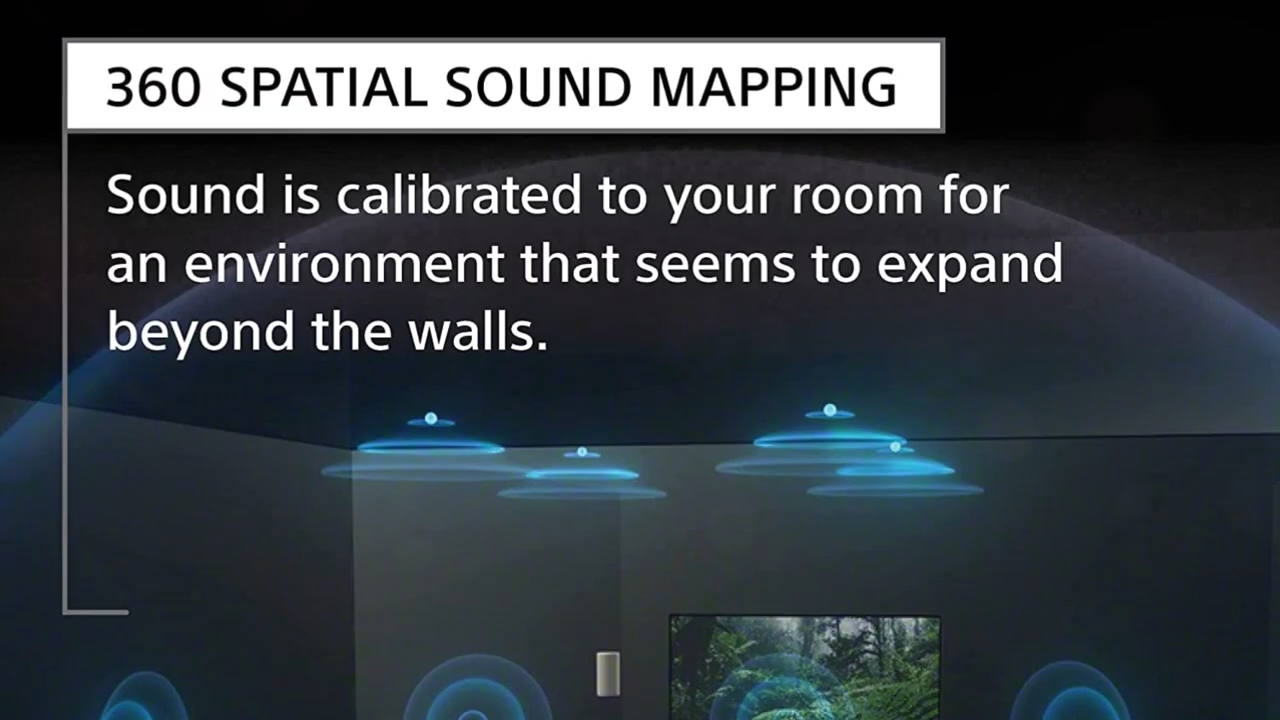 360 SPATIAL SOUND MAPPING
Sound is calibrated to your room for
an environment that seems to expand
beyond the walls.